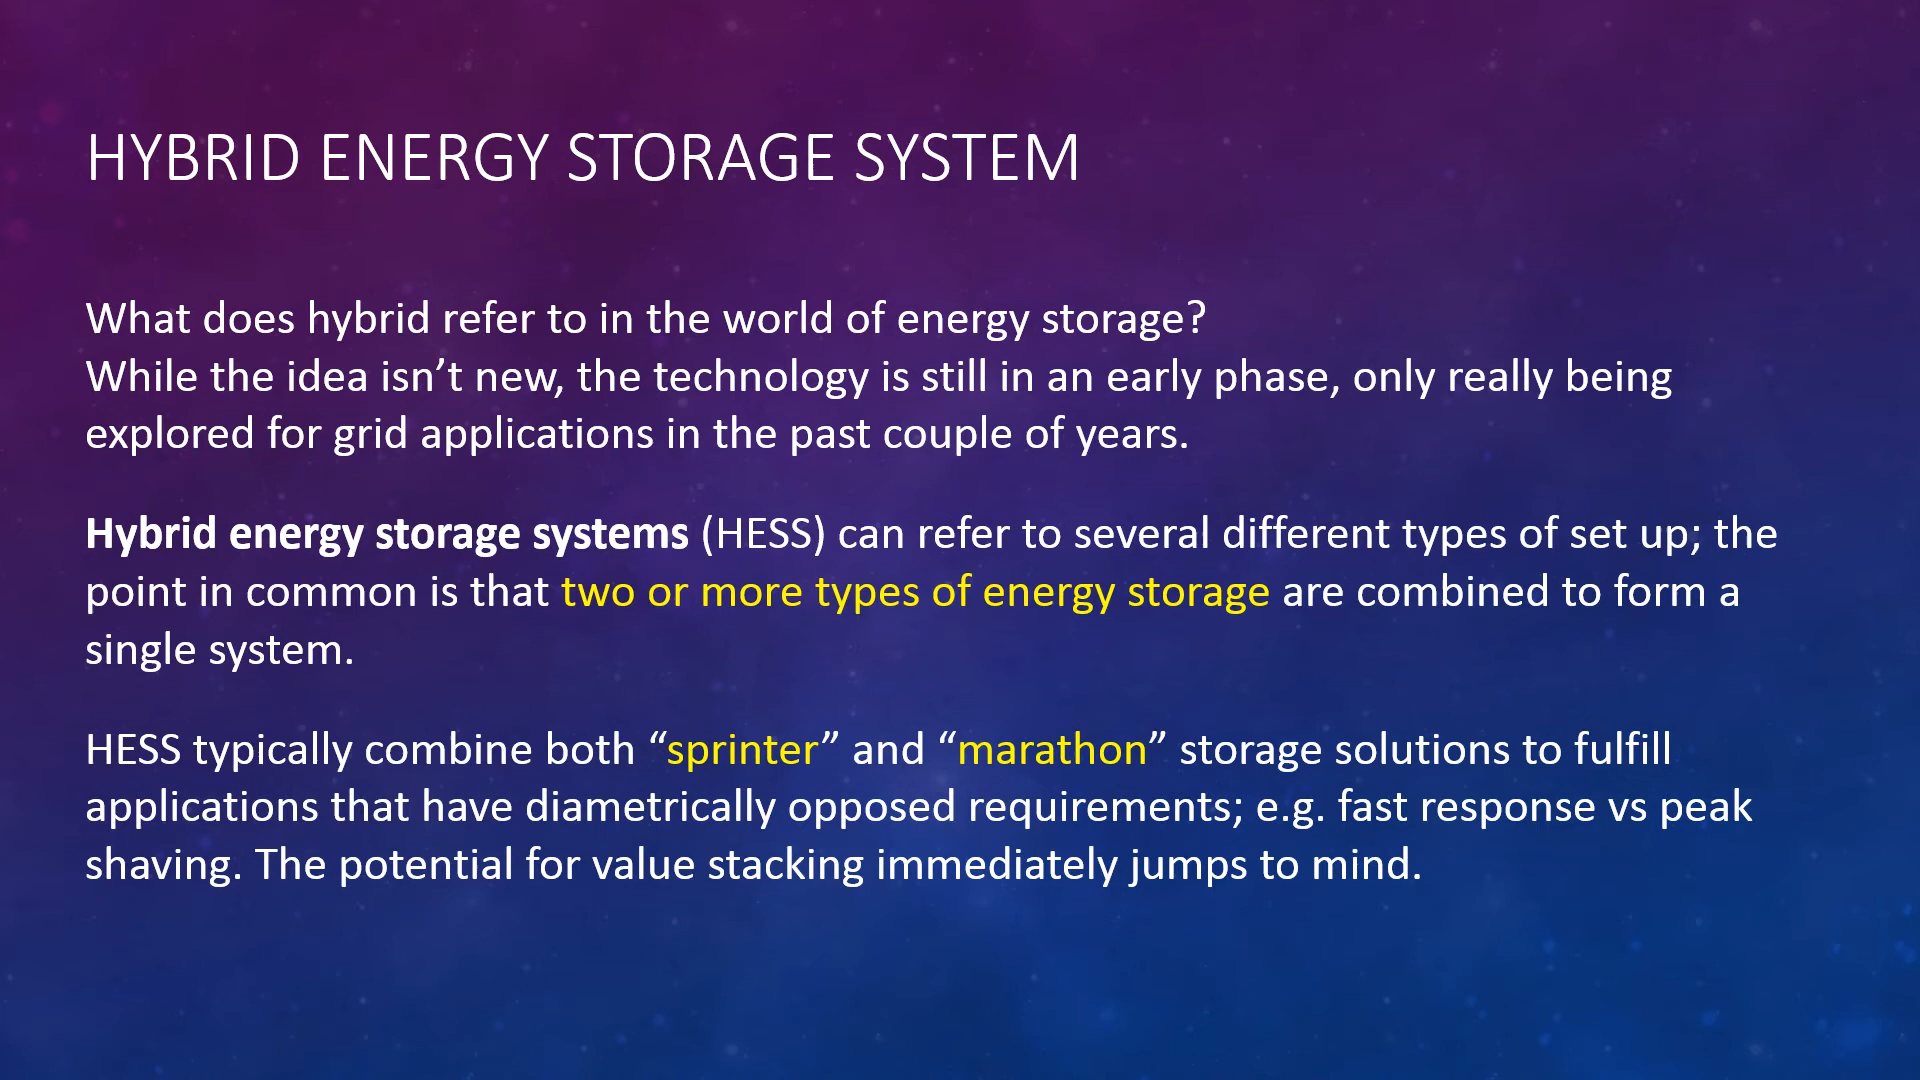 HYBRID ENERGY STORAGE SYSTEM
What does hybrid refer to in the world of energy storage?
While the idea isn’t new, the technology is still in an early phase, only really being
explored for grid applications in the past couple of years.
Hybrid energy storage systems (HESS) can refer to several different types of set up; the
point in common is that two or more types of energy storage are combined to form a
single system.
HESS typically combine both “sprinter” and “marathon” storage solutions to fulfill
applications that have diametrically opposed requirements; e.g. fast response vs peak
shaving. The potential for value stacking immediately jumps to mind.